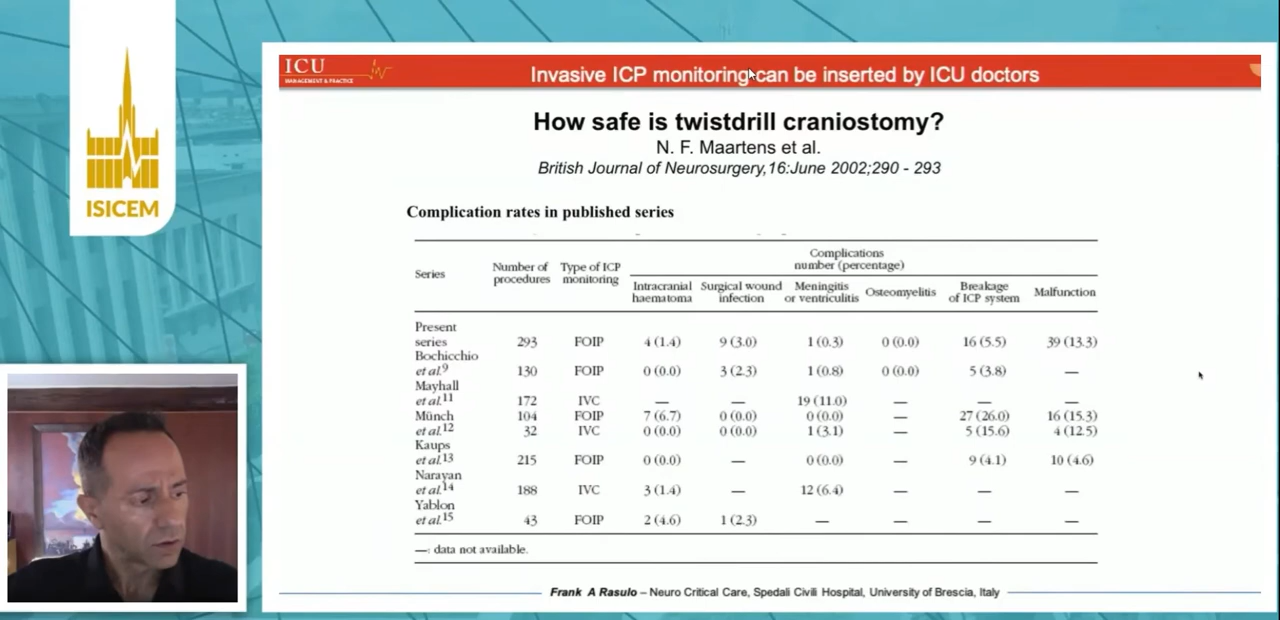 ISICEM
ICU
MANAGEMENT & PRACTICE
Invasive ICP monitoring can be inserted by ICU doctors
How safe is twistdrill craniostomy?
N. F. Maartens et al.
British Journal of Neurosurgery,16:June 2002;290 - 293
Complication rates in published series
Complications
number (percentage)
Series Number of procedures Type of ICP monitoring Intracranial haematoma Surgical wound infection Meningitis or ventriculitis Osteomyelitis Breakage of ICP system Malfunction
Present
series 293 FOIP 4 (1.4) 9 (3.0) 1 (0.3) 0 (0.0) 16 (5.5) 39 (13.3)
Bochicchio
et al.9 130 FOIP 0 (0.0) 3 (2.3) 1 (0.8) 0 (0.0) 5 (3.8) —
Mayhall
et al.11 172 IVC — — 19 (11.0) — — —
Münch 104 FOIP 7 (6.7) 0 (0.0) 0 (0.0) — 27 (26.0) 16 (15.3)
et al.12 32 IVC 0 (0.0) 0 (0.0) 1 (3.1) — 5 (15.6) 4 (12.5)
Kaups
et al.13 215 FOIP 0 (0.0) — 0 (0.0) — 9 (4.1) 10 (4.6)
Narayan
et al.14 188 IVC 3 (1.4) — 12 (6.4) — — —
Yablon
et al.15 43 FOIP 2 (4.6) 1 (2.3) — — — —
—: data not available.
Frank A Rasulo – Neuro Critical Care, Spedali Civili Hospital, University of Brescia, Italy